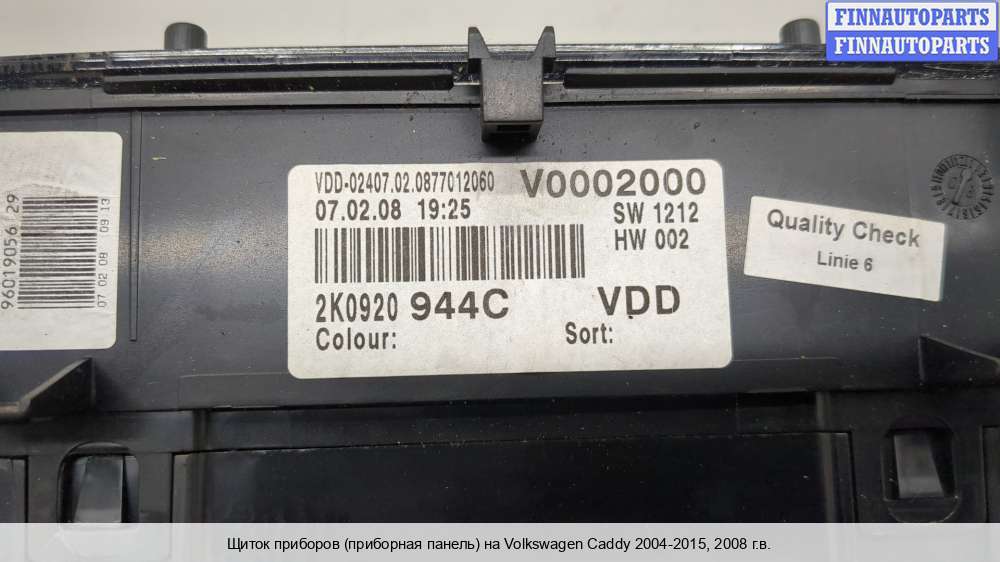 FINNAUTOPARTS
FINNAUTOPARTS
96019056 29
07 02 08 09 13
VDD-02407.02.0877012060 V0002000
07.02.08 19:25 SW 1212
HW 002
2K0920 944C VDD
Colour: Sort:
Quality Check
Linie 6
Щиток приборов (приборная панель) на Volkswagen Caddy 2004-2015, 2008 г.в.